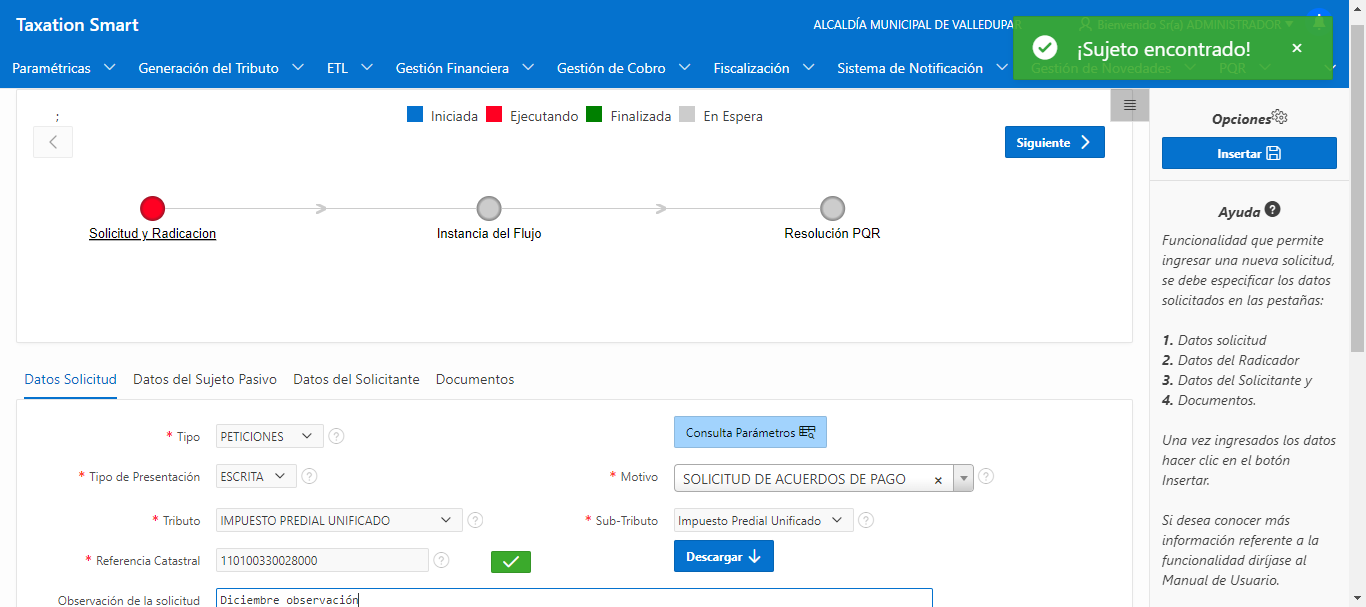 Taxation Smart
ALCALDÍA MUNICIPAL DE VALLEDUPAR
Bienvenido Sr(a) ADMINISTRADOR
¡Sujeto encontrado!
Paramétricas
Generación del Tributo
ETL
Gestión Financiera
Gestión de Cobro
Fiscalización
Sistema de Notificación
Gestión de Novedades
PQR
;
Iniciada
Ejecutando
Finalizada
En Espera
Siguiente
Solicitud y Radicacion
Instancia del Flujo
Resolución PQR
Opciones
Insertar
Ayuda
Funcionalidad que permite
ingresar una nueva solicitud,
se debe especificar los datos
solicitados en las pestañas:
1. Datos solicitud
2. Datos del Radicador
3. Datos del Solicitante y
4. Documentos.
Una vez ingresados los datos
hacer clic en el botón
Insertar.
Si desea conocer más
información referente a la
funcionalidad diríjase al
Manual de Usuario.
Datos Solicitud
Datos del Sujeto Pasivo
Datos del Solicitante
Documentos
* Tipo
PETICIONES
Consulta Parámetros
* Tipo de Presentación
ESCRITA
* Motivo
SOLICITUD DE ACUERDOS DE PAGO
* Tributo
IMPUESTO PREDIAL UNIFICADO
* Sub-Tributo
Impuesto Predial Unificado
* Referencia Catastral
110100330028000
Descargar
Observación de la solicitud
Diciembre observación